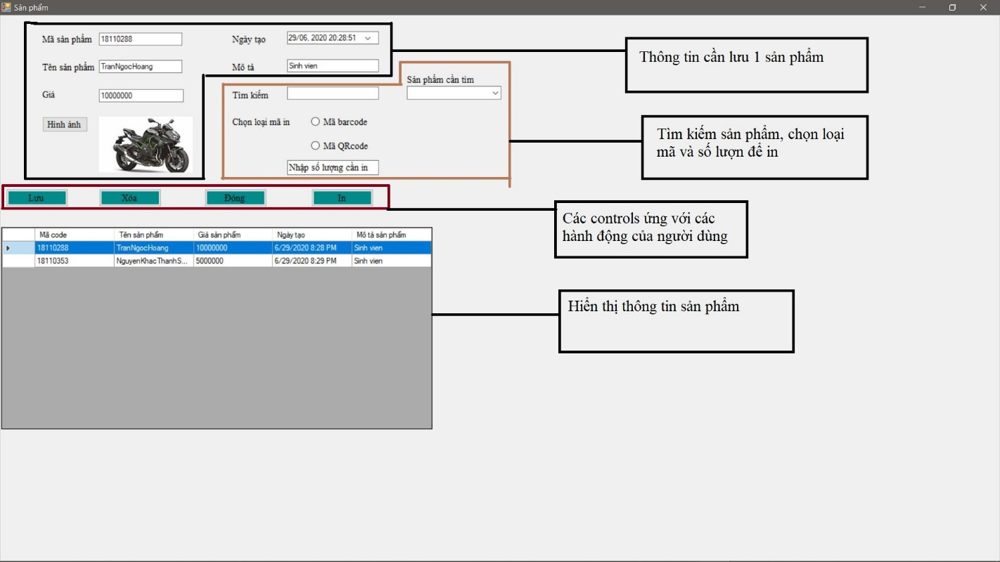 Sản phẩm
Mã sản phẩm 18110288
Ngày tạo 29/06, 2020 20:28:51
Tên sản phẩm TranNgocHoang
Mô tả Sinh vien
Giá 10000000
Hình ảnh
Tìm kiếm
Sản phẩm cần tìm
Chọn loại mã in
Mã barcode
Mã QRcode
Nhập số lượng cần in
Thông tin cần lưu 1 sản phẩm
Tìm kiếm sản phẩm, chọn loại
mã và số lượn để in
Lưu Xóa Đóng In
Các controls ứng với các
hành động của người dùng
Mã code Tên sản phẩm Giá sản phẩm Ngày tạo Mô tả sản phẩm
18110288 TranNgocHoang 10000000 6/29/2020 8:28 PM Sinh vien
18110353 NguyenKhacThanhS... 5000000 6/29/2020 8:29 PM Sinh vien
Hiển thị thông tin sản phẩm